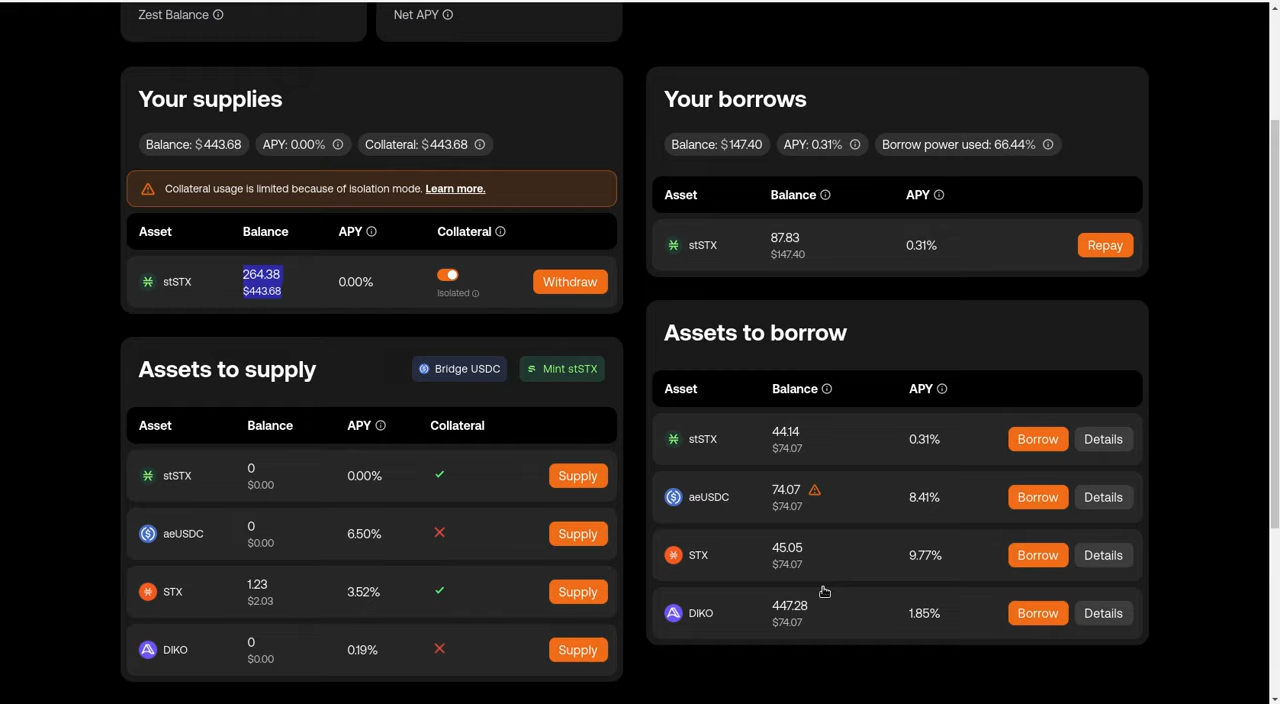 Zest Balance
Net APY
Your supplies
Balance: $443.68 APY: 0.00% Collateral: $443.68
Collateral usage is limited because of isolation mode. Learn more.
Asset Balance APY Collateral
stSTX 264.38 $443.68 0.00% Isolated Withdraw
Assets to supply Bridge USDC Mint stSTX
Asset Balance APY Collateral
stSTX 0 $0.00 0.00% Supply
aeUSDC 0 $0.00 6.50% Supply
STX 1.23 $2.03 3.52% Supply
DIKO 0 $0.00 0.19% Supply
Your borrows
Balance: $147.40 APY: 0.31% Borrow power used: 66.44%
Asset Balance APY
stSTX 87.83 $147.40 0.31% Repay
Assets to borrow
Asset Balance APY
stSTX 44.14 $74.07 0.31% Borrow Details
aeUSDC 74.07 $74.07 8.41% Borrow Details
STX 45.05 $74.07 9.77% Borrow Details
DIKO 447.28 $74.07 1.85% Borrow Details